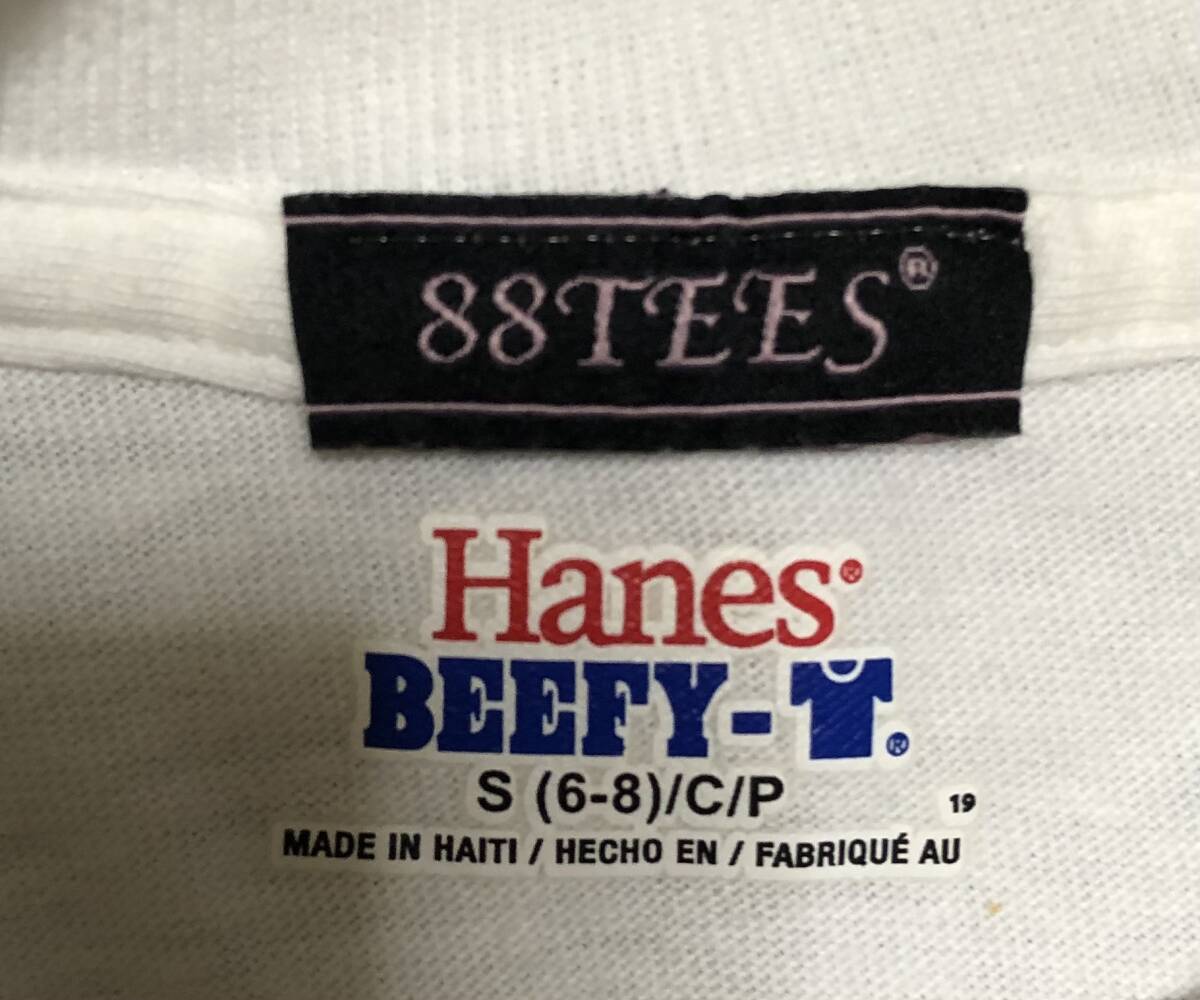 88TEES®
Hanes®
BEEFY-T®
S (6-8)/C/P
19
MADE IN HAITI / HECHO EN / FABRIQUÉ AU